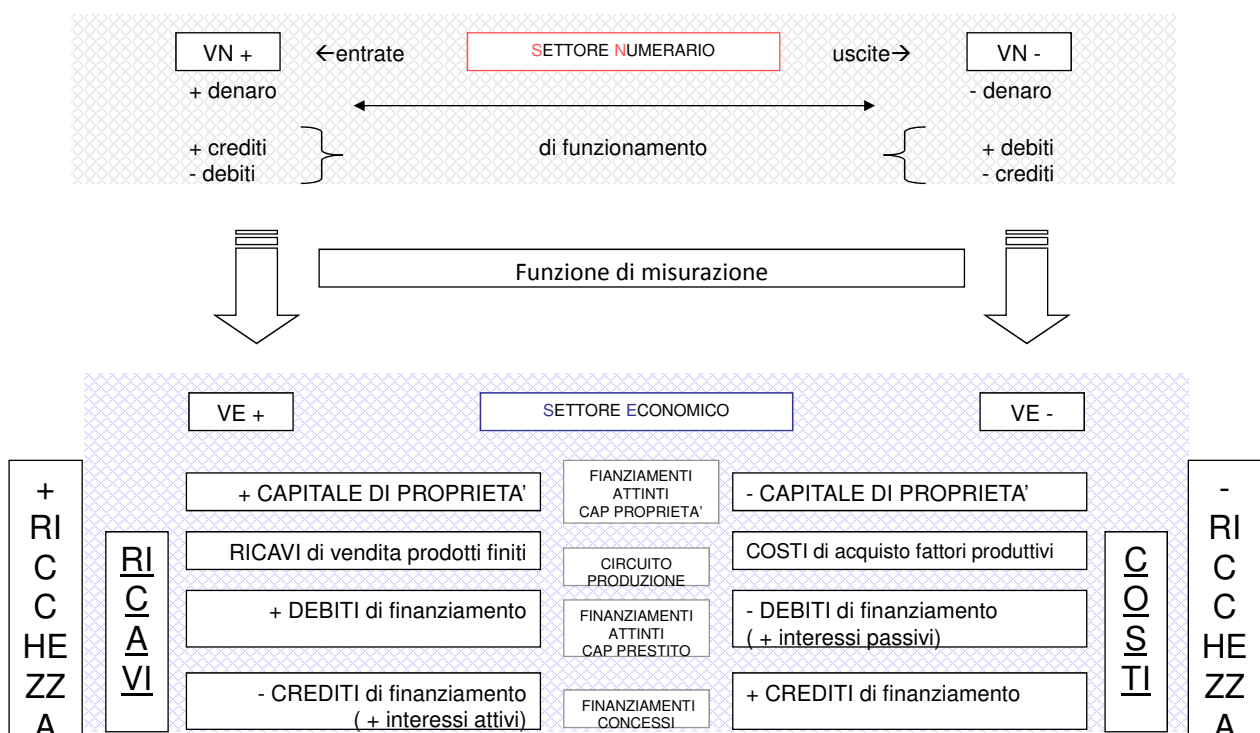 VN + ←entrate SETTORE NUMERARIO uscite→ VN -
+ denaro - denaro
+ crediti di funzionamento + debiti
- debiti - crediti
Funzione di misurazione
VE + SETTORE ECONOMICO VE -
+
RI
C
C
HE
ZZ
A
RI
C
A
VI
+ CAPITALE DI PROPRIETA’
FIANZIAMENTI
ATTINTI
CAP PROPRIETA’
- CAPITALE DI PROPRIETA’
RICAVI di vendita prodotti finiti
CIRCUITO
PRODUZIONE
COSTI di acquisto fattori produttivi
+ DEBITI di finanziamento
FINANZIAMENTI
ATTINTI
CAP PRESTITO
- DEBITI di finanziamento
( + interessi passivi)
- CREDITI di finanziamento
( + interessi attivi)
FINANZIAMENTI
CONCESSI
+ CREDITI di finanziamento
C
O
S
TI
-
RI
C
C
HE
ZZ
A